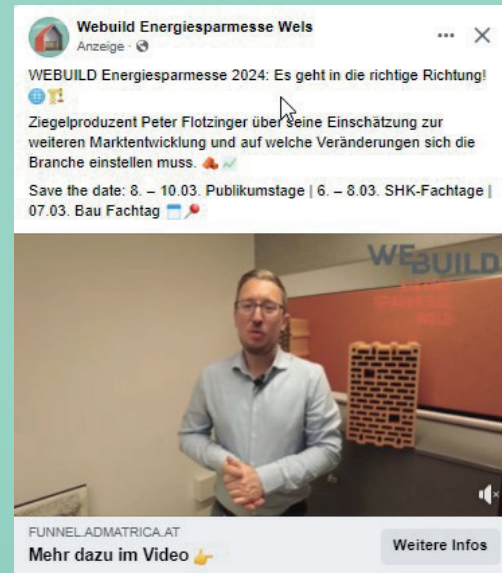 Webuild Energiesparmesse Wels
Anzeige ·
WEBUILD Energiesparmesse 2024: Es geht in die richtige Richtung!
🌐🏗️
Ziegelproduzent Peter Flotzinger über seine Einschätzung zur
weiteren Marktentwicklung und auf welche Veränderungen sich die
Branche einstellen muss.
Save the date: 8. – 10.03. Publikumstage | 6. – 8.03. SHK-Fachtage |
07.03. Bau Fachtag
WEBUILD
ENERGIE
SPARMESSE
WELS
FUNNEL.ADMATRICA.AT
Mehr dazu im Video 👉
Weitere Infos